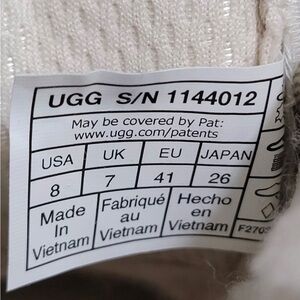 UGG S/N 1144012
May be covered by Pat:
www.ugg.com/patents
USA UK EU JAPAN
8 7 41 26
Made In Vietnam
Fabriqué au Vietnam
Hecho en Vietnam